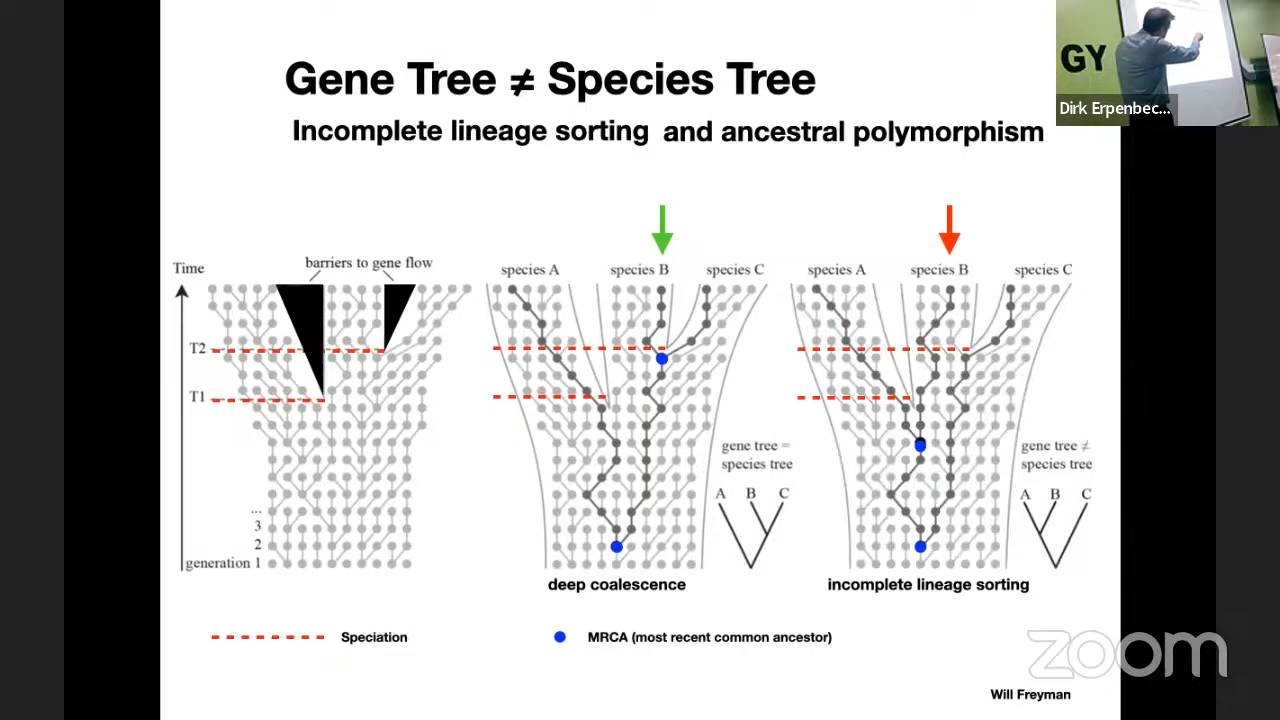 Gene Tree ≠ Species Tree
Incomplete lineage sorting and ancestral polymorphism
GY
Dirk Erpenbec...
Time
barriers to gene flow
T2
T1
...
3
2
generation 1
species A
species B
species C
gene tree =
species tree
A B C
deep coalescence
species A
species B
species C
gene tree ≠
species tree
A B C
incomplete lineage sorting
Speciation
MRCA (most recent common ancestor)
zoom
Will Freyman